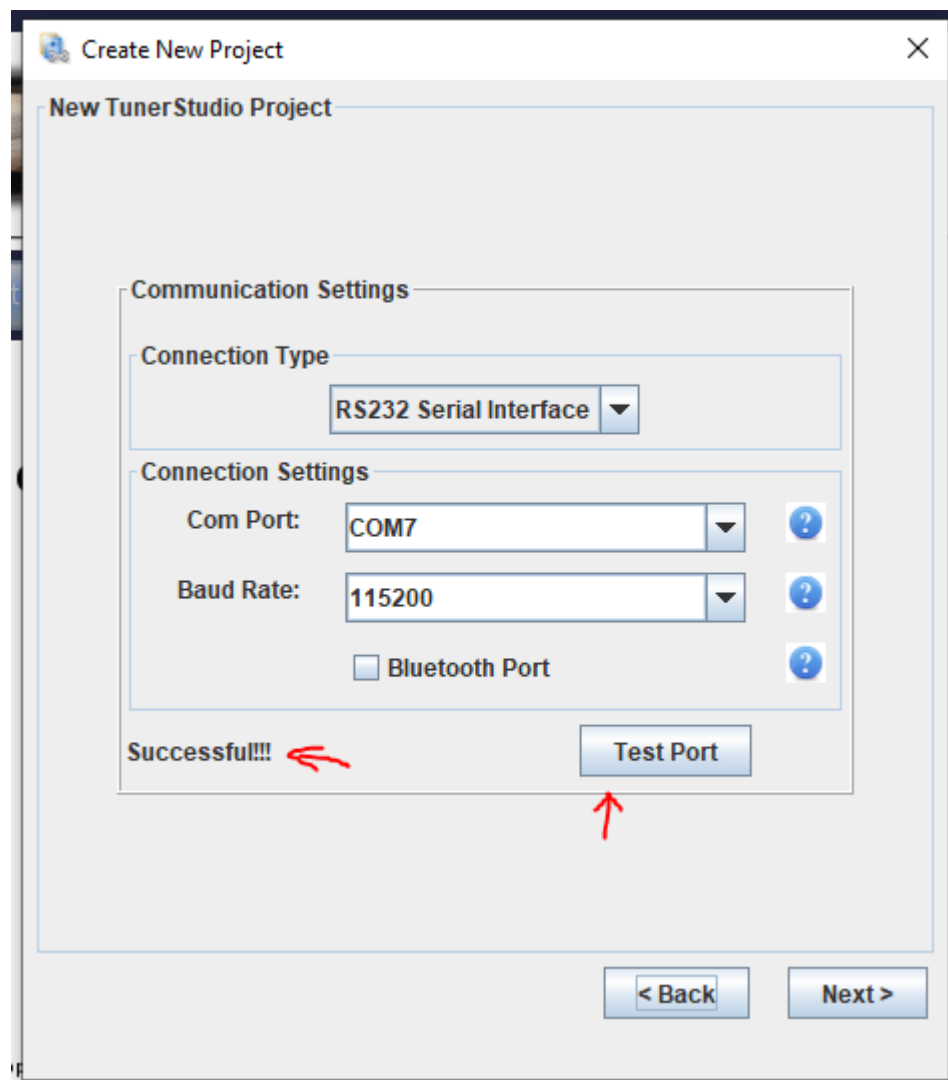 Create New Project
New TunerStudio Project
Communication Settings
Connection Type
RS232 Serial Interface
Connection Settings
Com Port:
COM7
Baud Rate:
115200
Bluetooth Port
Successful!!!
Test Port
< Back
Next >